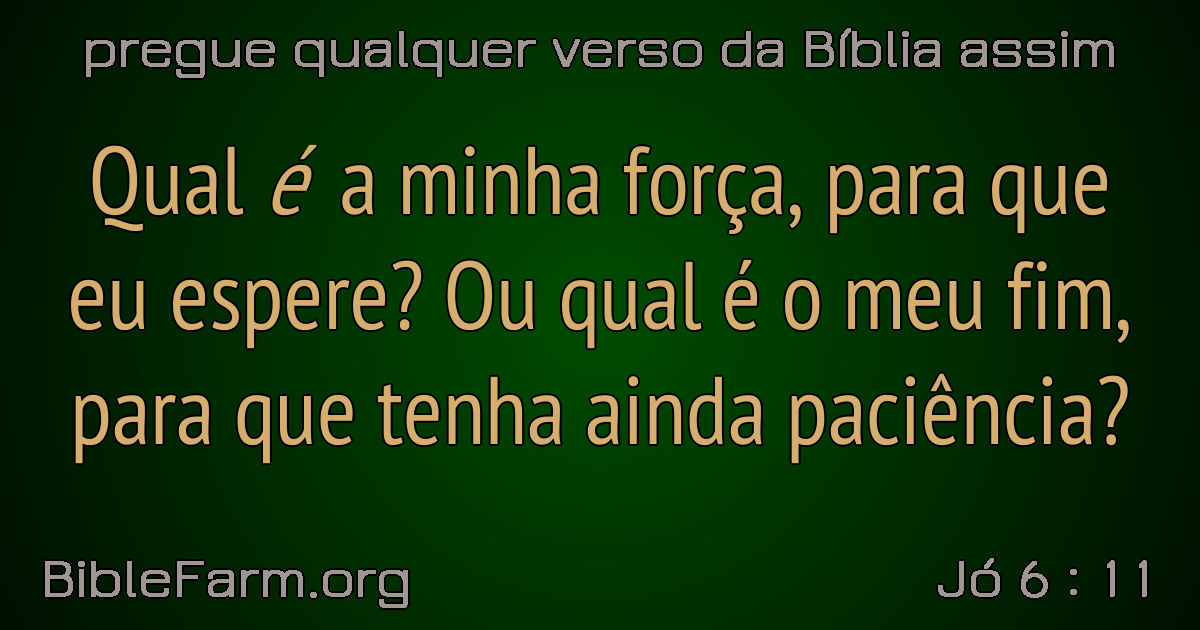 pregue qualquer verso da Bíblia assim
Qual é a minha força, para que
eu espere? Ou qual é o meu fim,
para que tenha ainda paciência?
BibleFarm.org
Jó 6 : 11